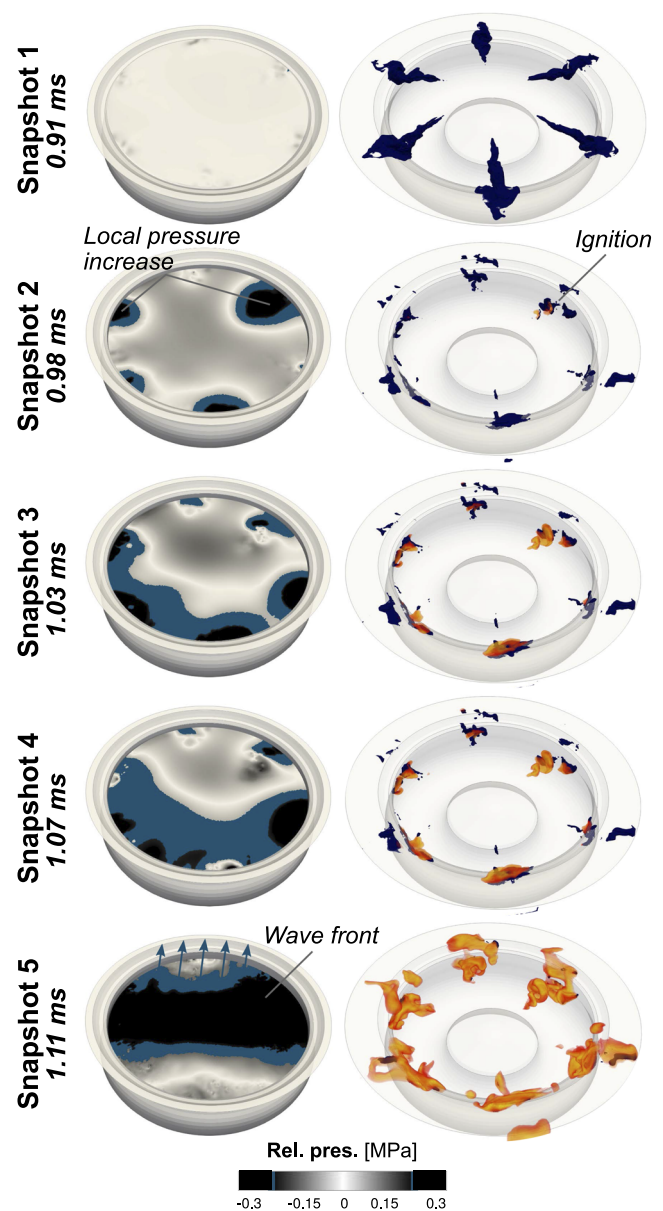 Snapshot 1
0.91 ms
Local pressure
increase
Ignition
Snapshot 2
0.98 ms
Snapshot 3
1.03 ms
Snapshot 4
1.07 ms
Wave front
Snapshot 5
1.11 ms
Rel. pres. [MPa]
-0.3 -0.15 0 0.15 0.3